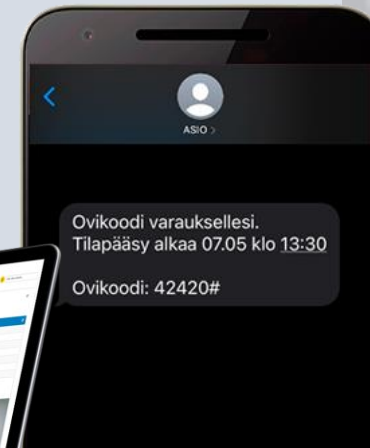 ASIO >
Ovikoodi varauksellesi.
Tilapääsy alkaa 07.05 klo 13:30
Ovikoodi: 42420#